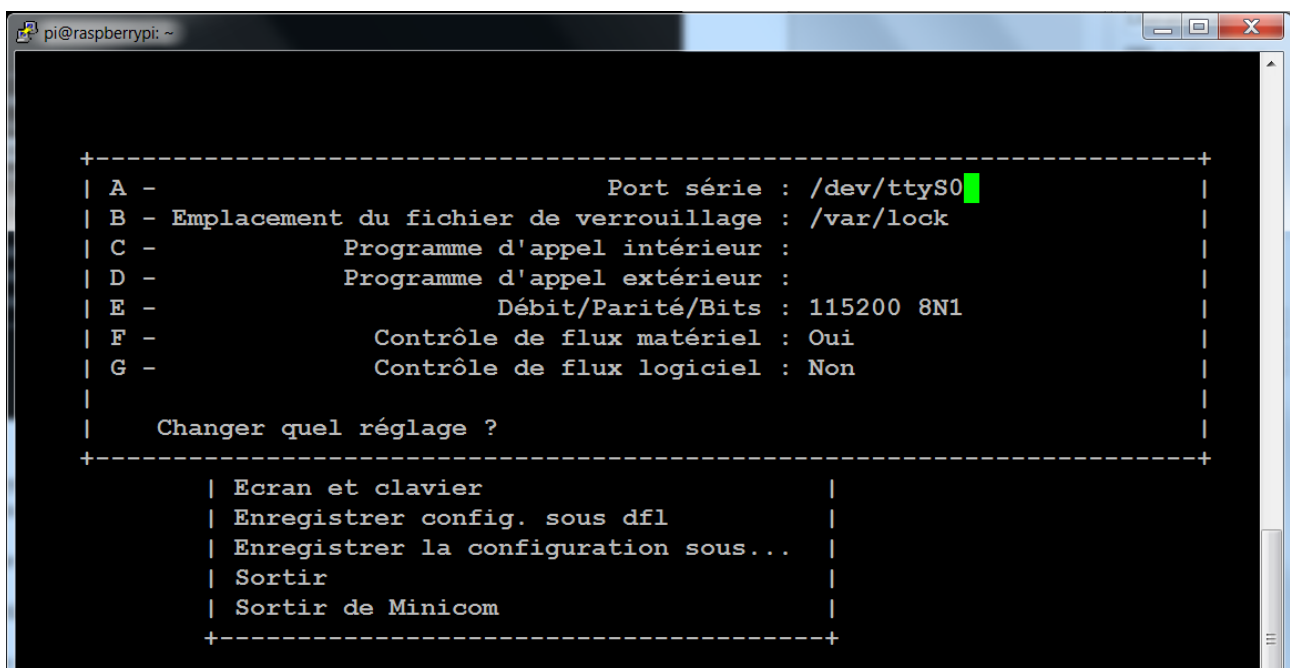 pi@raspberrypi: ~
A - Port série : /dev/ttyS0
B - Emplacement du fichier de verrouillage : /var/lock
C - Programme d'appel intérieur :
D - Programme d'appel extérieur :
E - Débit/Parité/Bits : 115200 8N1
F - Contrôle de flux matériel : Oui
G - Contrôle de flux logiciel : Non
Changer quel réglage ?
Ecran et clavier
Enregistrer config. sous dfl
Enregistrer la configuration sous...
Sortir
Sortir de Minicom